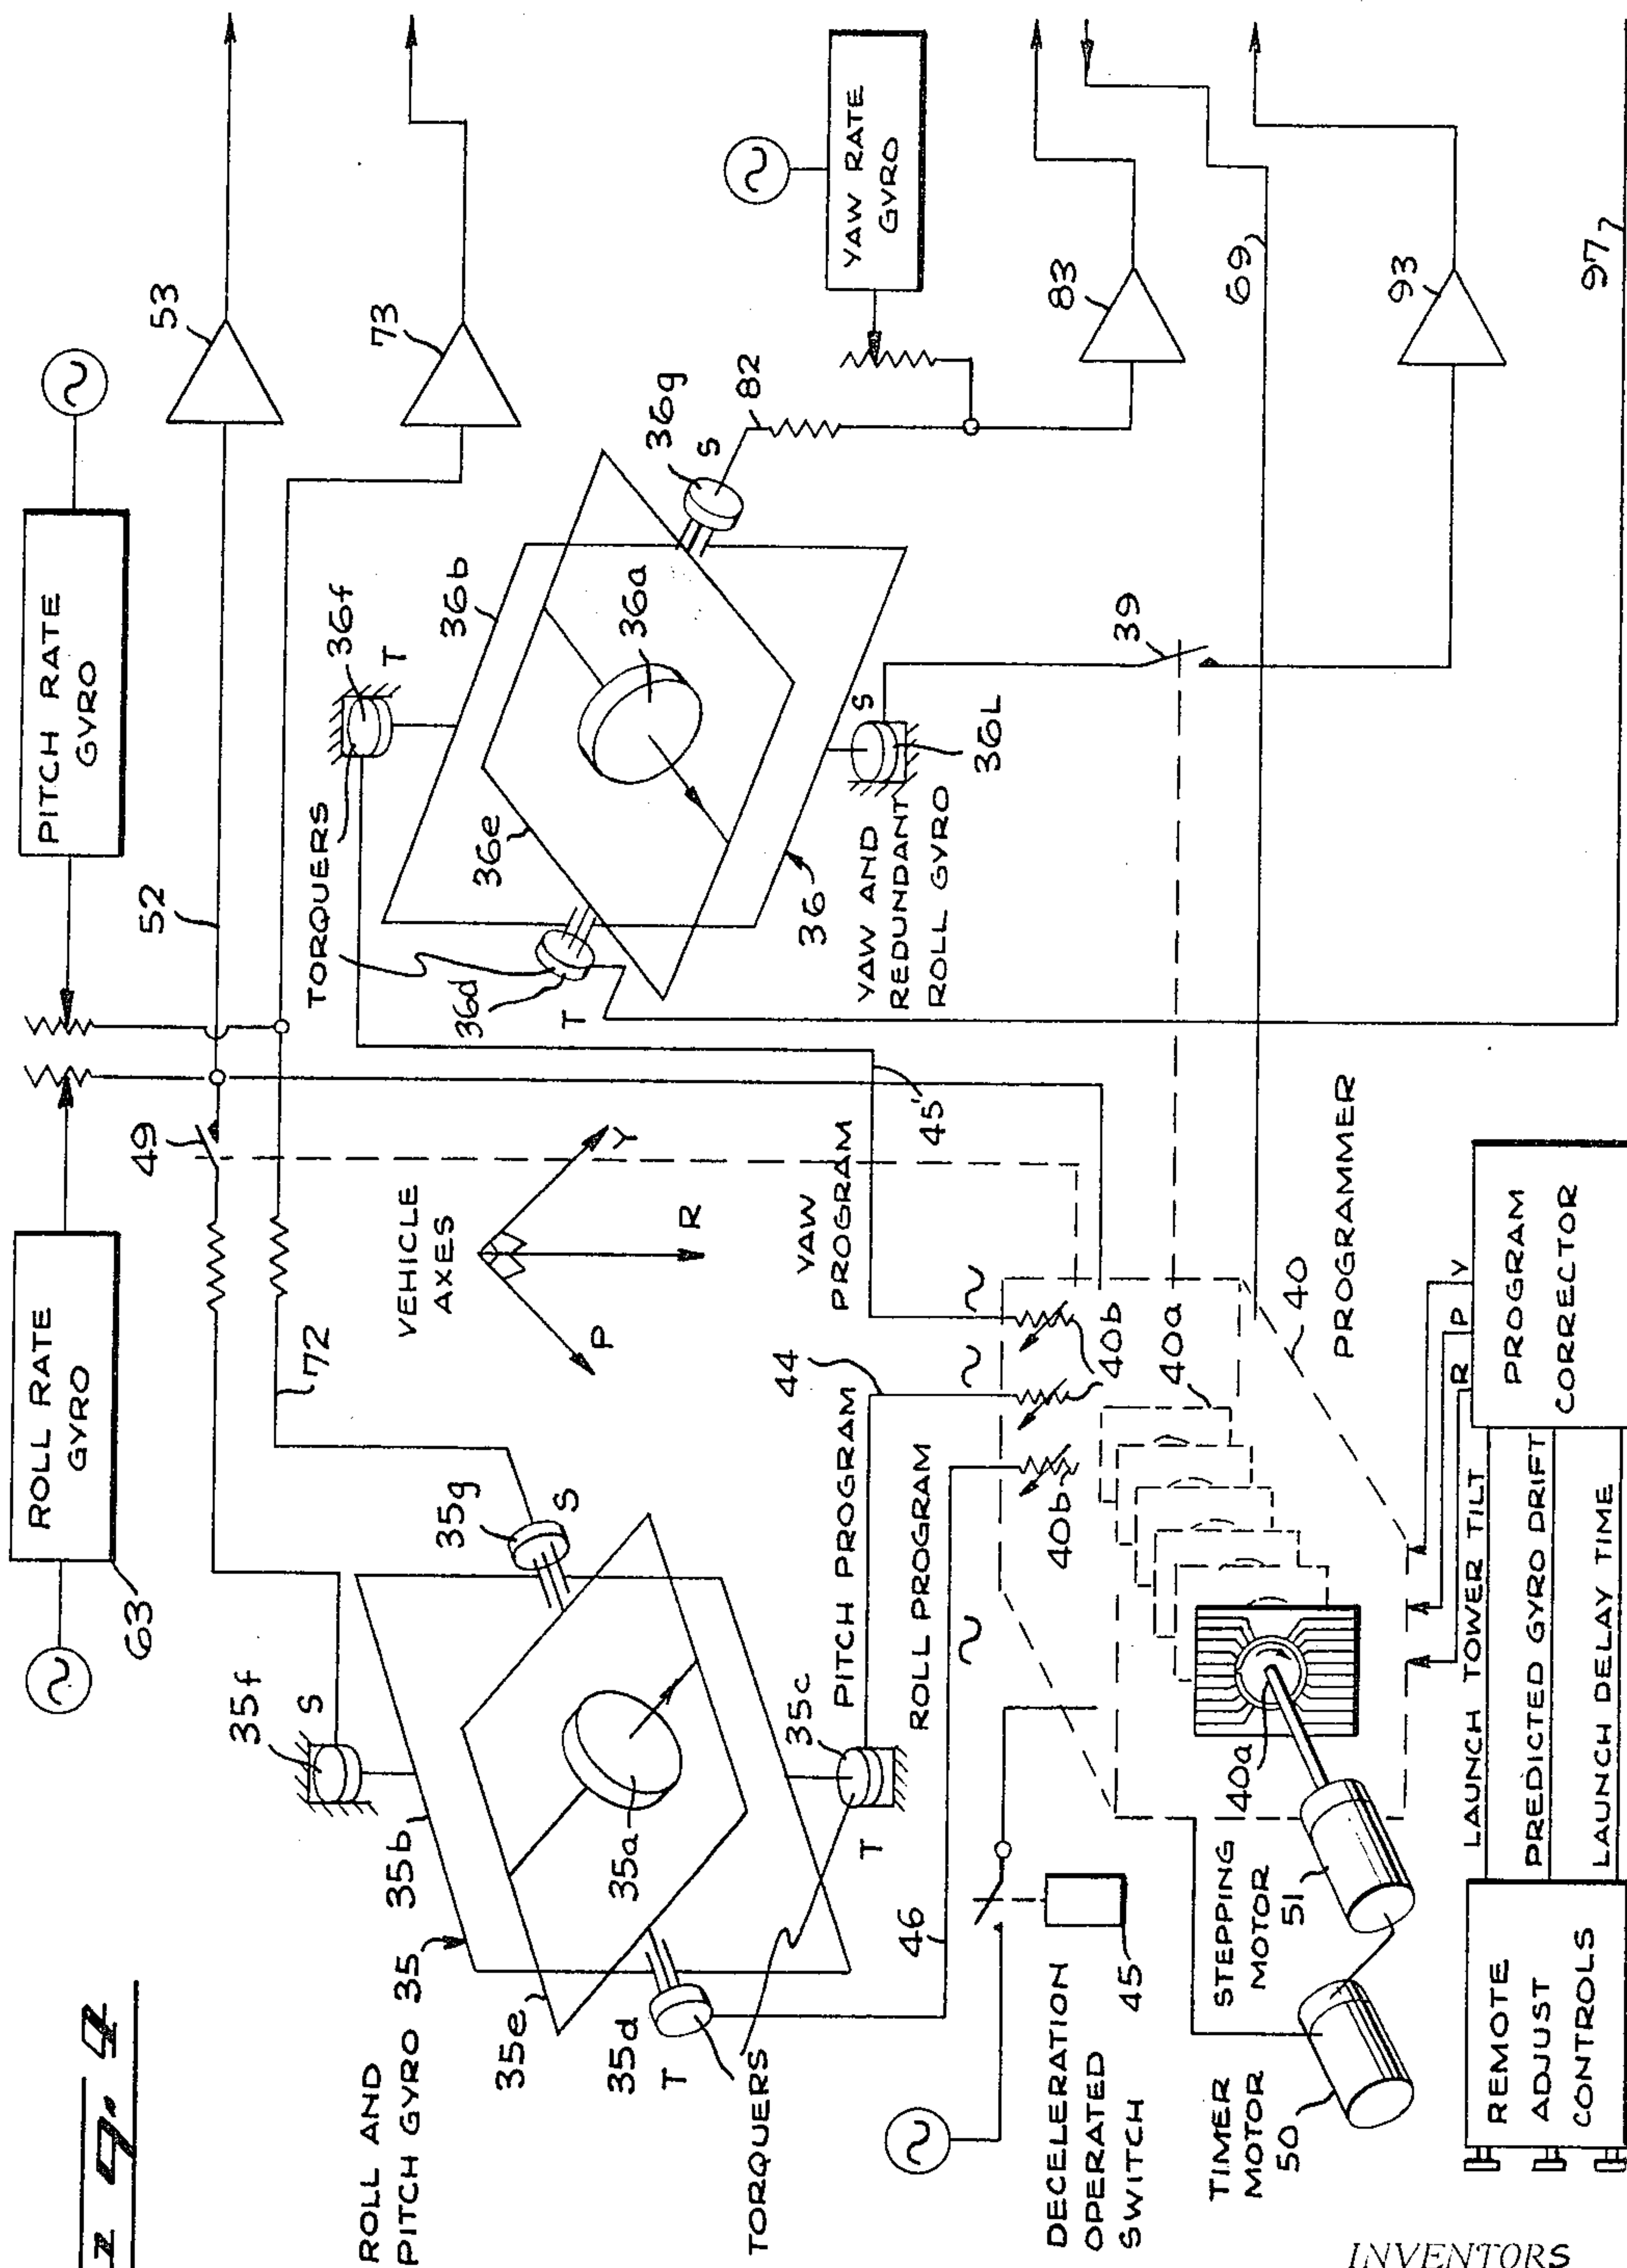 I g. 9
ROLL RATE
GYRO
63
PITCH RATE
GYRO
49
52
53
72
73
35f
S
ROLL AND
PITCH GYRO 35
35b
35e
35a
35g
S
35d
T
35c
T
TORQUERS
VEHICLE
AXES
P
R
Y
TORQUERS
36f
T
36b
36e
36a
36d
T
36g
S
82
YAW RATE
GYRO
36
S
36L
YAW AND
REDUNDANT
ROLL GYRO
83
PITCH PROGRAM
44
ROLL PROGRAM
46
YAW
PROGRAM
45'
39
69
93
97
DECELERATION
OPERATED
SWITCH
45
40b
40b
40a
40a
40
PROGRAMMER
TIMER
MOTOR
50
STEPPING
MOTOR
51
REMOTE
ADJUST
CONTROLS
LAUNCH TOWER TILT
PREDICTED GYRO DRIFT
LAUNCH DELAY TIME
R P Y
PROGRAM
CORRECTOR
INVENTORS